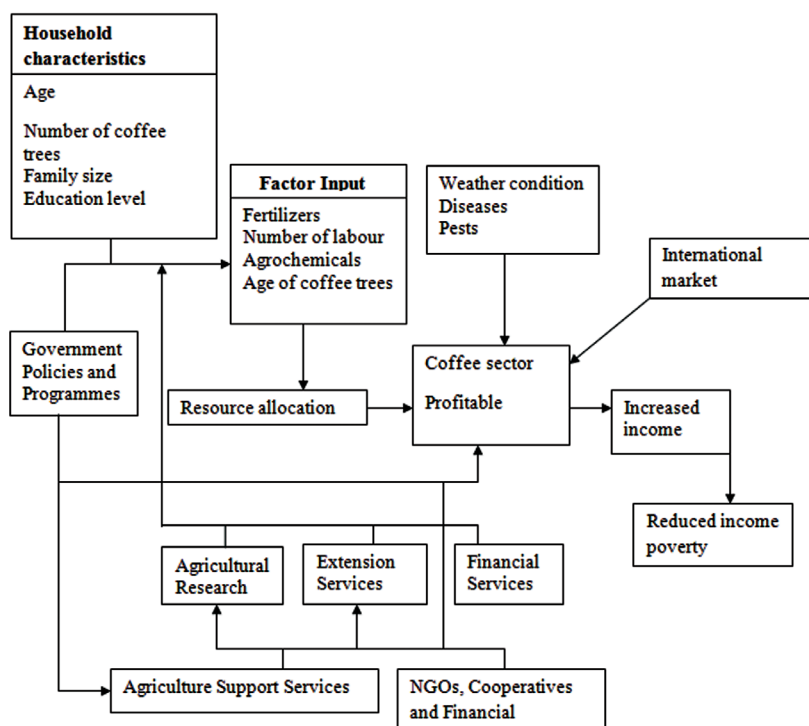 Household
characteristics
Age
Number of coffee
trees
Family size
Education level
Factor Input
Fertilizers
Number of labour
Agrochemicals
Age of coffee trees
Weather condition
Diseases
Pests
International
market
Government
Policies and
Programmes
Resource allocation
Coffee sector
Profitable
Increased
income
Reduced income
poverty
Agricultural
Research
Extension
Services
Financial
Services
Agriculture Support Services
NGOs, Cooperatives
and Financial